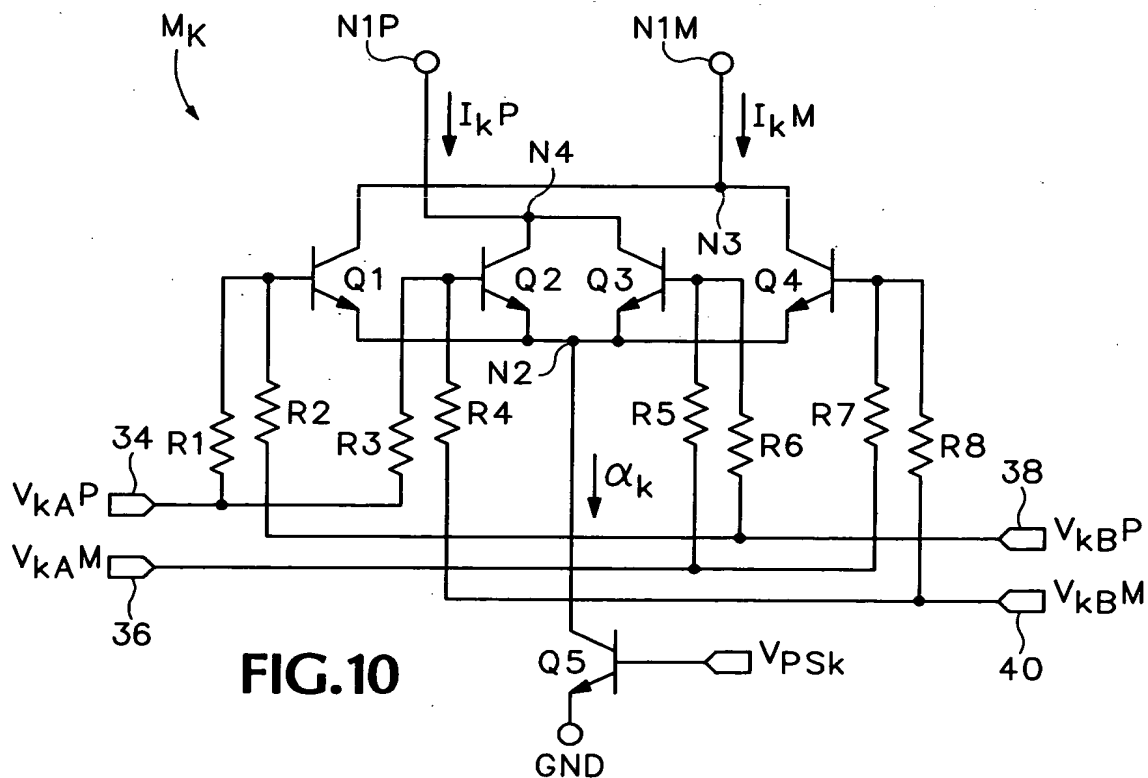 M_K
N1P
N1M
I_kP
I_kM
N4
N3
Q1
Q2
Q3
Q4
N2
R1
R2
R3
R4
R5
R6
R7
R8
34
V_kAP
α_k
38
V_kBP
V_kAM
36
V_kBM
40
Q5
V_PSk
FIG.10
GND